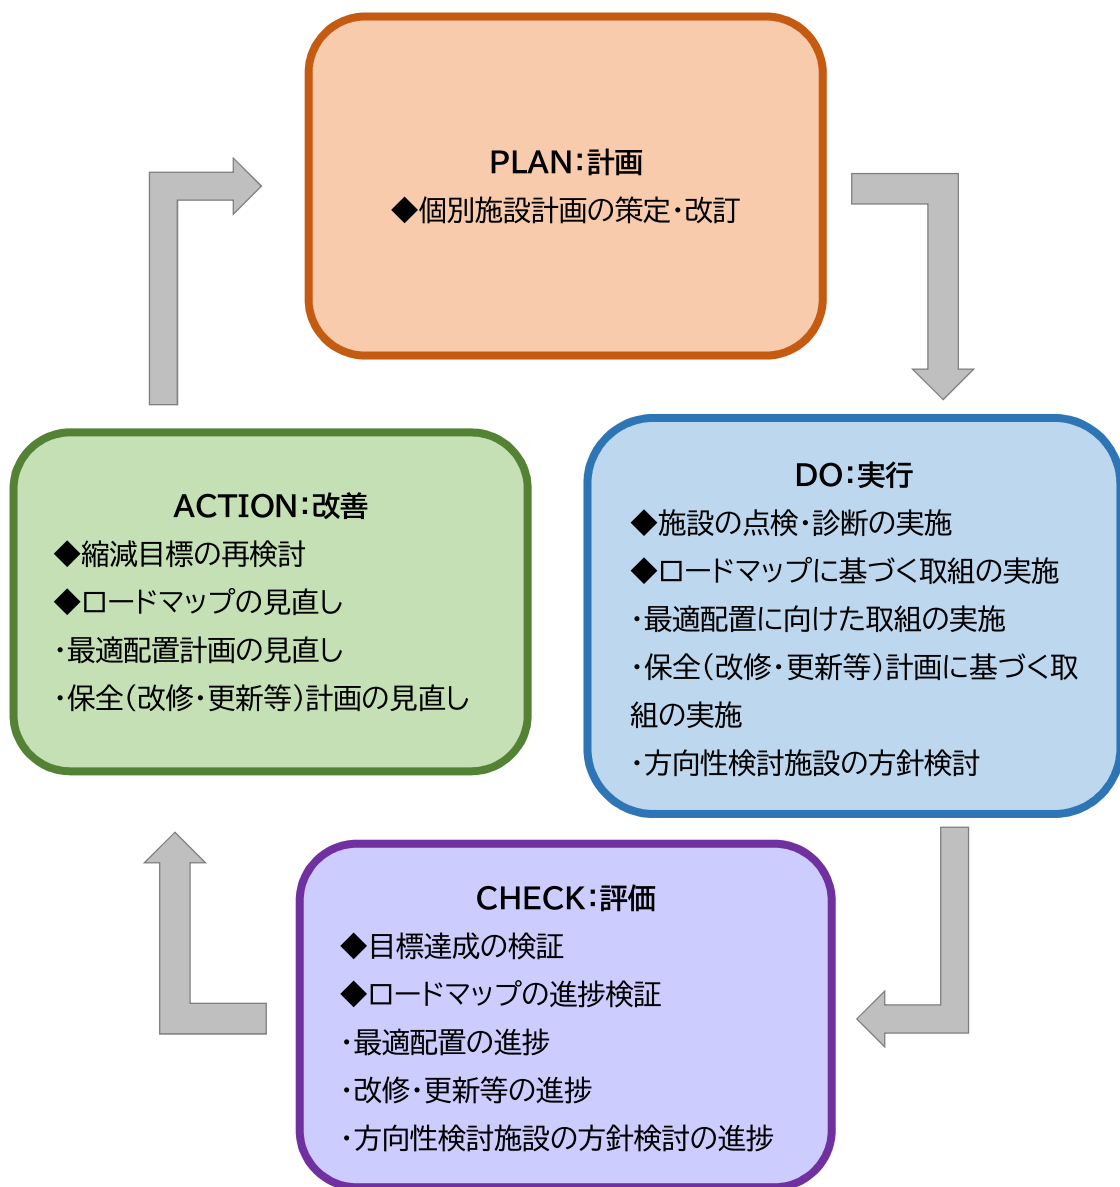 PLAN：計画
◆個別施設計画の策定・改訂
DO：実行
◆施設の点検・診断の実施
◆ロードマップに基づく取組の実施
・最適配置に向けた取組の実施
・保全（改修・更新等）計画に基づく取
組の実施
・方向性検討施設の方針検討
CHECK：評価
◆目標達成の検証
◆ロードマップの進捗検証
・最適配置の進捗
・改修・更新等の進捗
・方向性検討施設の方針検討の進捗
ACTION：改善
◆縮減目標の再検討
◆ロードマップの見直し
・最適配置計画の見直し
・保全（改修・更新等）計画の見直し